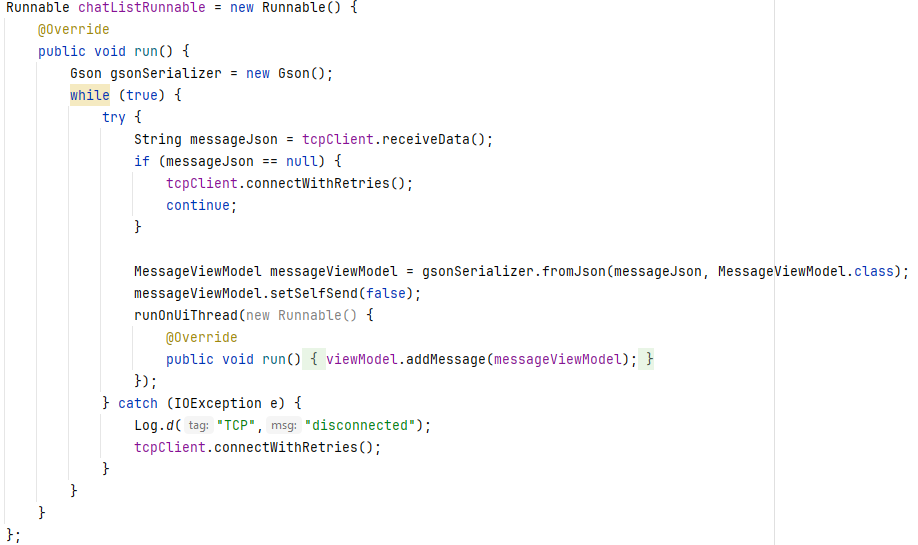 Runnable chatListRunnable = new Runnable() {
@Override
public void run() {
Gson gsonSerializer = new Gson();
while (true) {
try {
String messageJson = tcpClient.receiveData();
if (messageJson == null) {
tcpClient.connectWithRetries();
continue;
}
MessageViewModel messageViewModel = gsonSerializer.fromJson(messageJson, MessageViewModel.class);
messageViewModel.setSelfSend(false);
runOnUiThread(new Runnable() {
@Override
public void run() { viewModel.addMessage(messageViewModel); }
});
} catch (IOException e) {
Log.d( tag: "TCP", msg: "disconnected");
tcpClient.connectWithRetries();
}
}
}
};